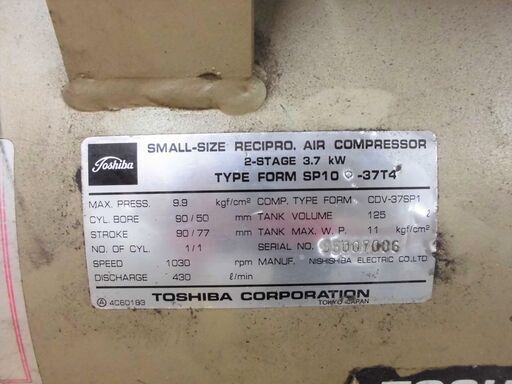 Toshiba
SMALL-SIZE RECIPRO. AIR COMPRESSOR
2-STAGE 3.7 kW
TYPE FORM SP10 -37T4
MAX. PRESS. 9.9 kgf/cm² COMP. TYPE FORM CDV-37SP1
CYL. BORE 90/50 mm TANK VOLUME 125 ℓ
STROKE 90/77 mm TANK MAX. W. P. 11 kgf/cm²
NO. OF CYL. 1/1 SERIAL NO.
SPEED 1030 rpm MANUF. NISHISHIBA ELECTRIC CO.,LTD
DISCHARGE 430 ℓ/min
Ⓐ 4C60193
TOSHIBA CORPORATION
TOKYO JAPAN